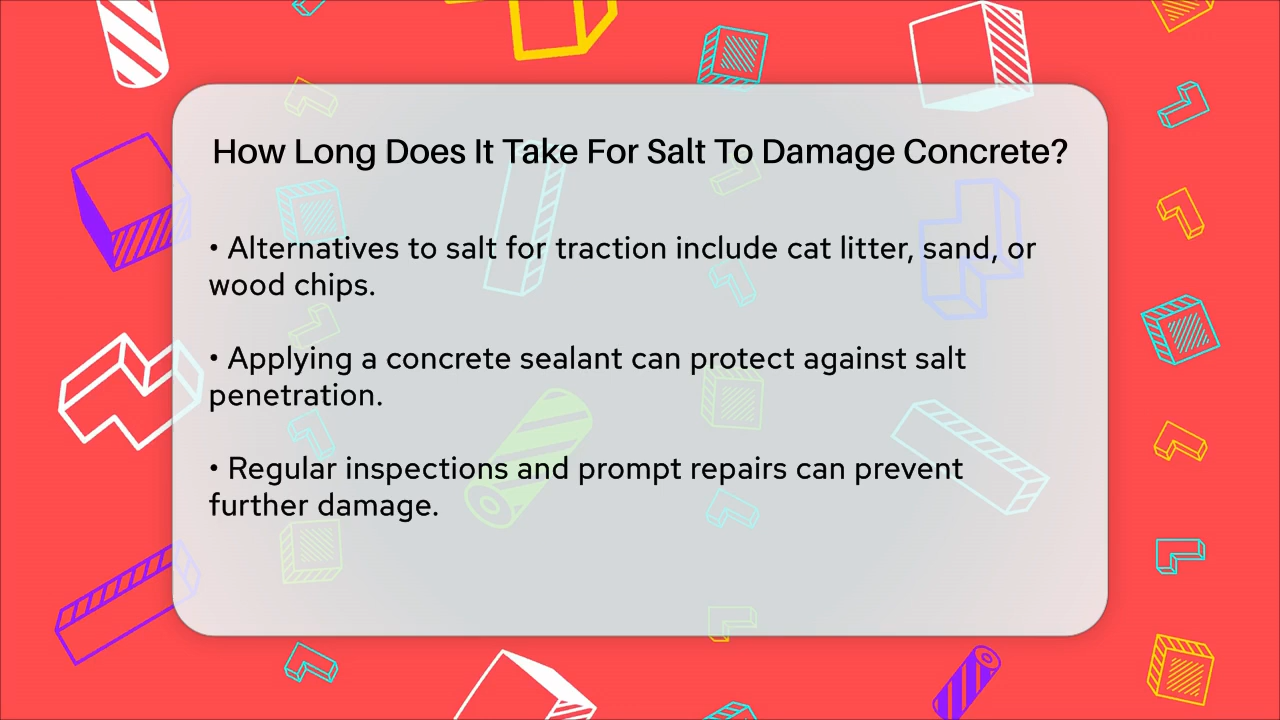 How Long Does It Take For Salt To Damage Concrete?
• Alternatives to salt for traction include cat litter, sand, or
wood chips.
• Applying a concrete sealant can protect against salt
penetration.
• Regular inspections and prompt repairs can prevent
further damage.